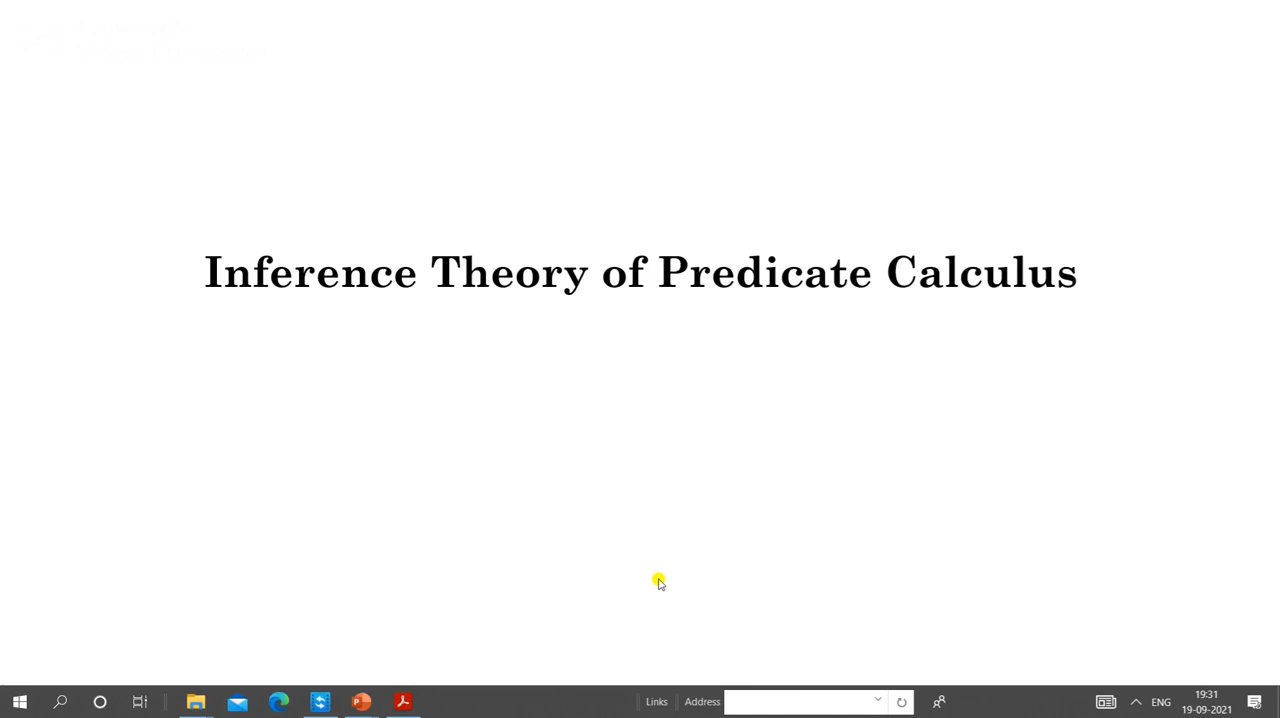 Inference Theory of Predicate Calculus
Links
Address
ENG
19:31
19-09-2021